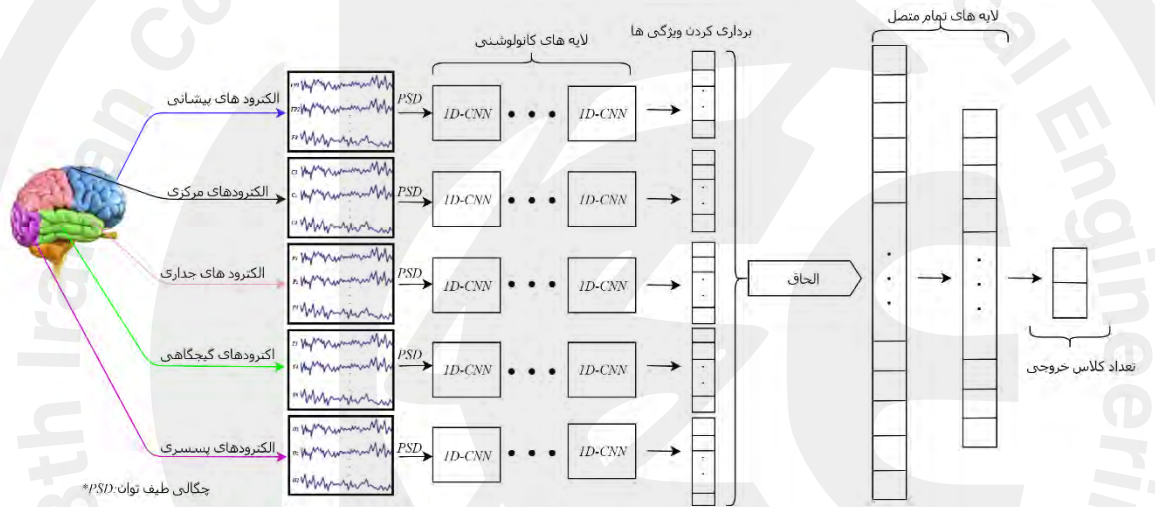 لایه های تمام متصل
برداری کردن ویژگی ها
لایه های کانولوشنی
الکترود های پیشانی
PSD
1D-CNN
1D-CNN
الکترودهای مرکزی
PSD
1D-CNN
1D-CNN
الکترود های جداری
PSD
1D-CNN
1D-CNN
الحاق
اکترودهای گیجگاهی
PSD
1D-CNN
1D-CNN
تعداد کلاس خروجی
الکترودهای پسسری
PSD
1D-CNN
1D-CNN
*PSD:چگالی طیف توان